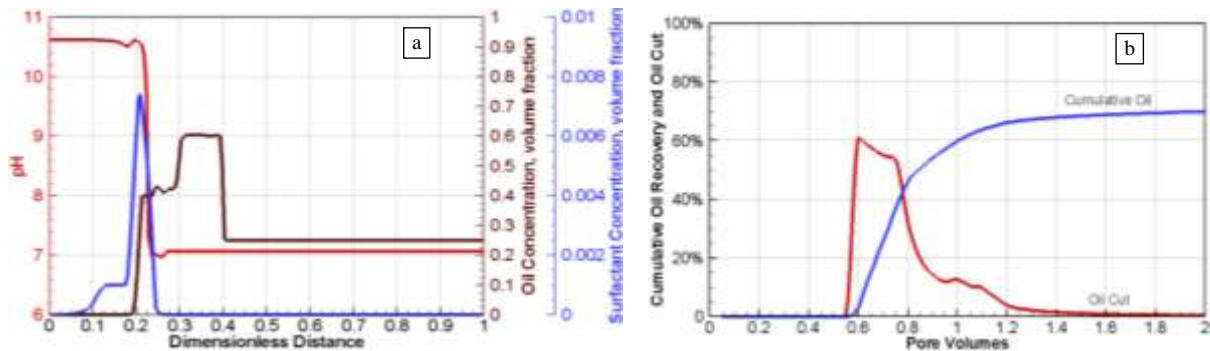 a
pH
11
10
9
8
7
6
0 0.1 0.2 0.3 0.4 0.5 0.6 0.7 0.8 0.9 1
Dimensionless Distance
1
0.9
0.8
0.7
0.6
0.5
0.4
0.3
0.2
0.1
0
Oil Concentration, volume fraction
0.01
0.008
0.006
0.004
0.002
0
Surfactant Concentration, volume fraction
b
Cumulative Oil Recovery and Oil Cut
100%
80%
60%
40%
20%
0
Cumulative Oil
Oil Cut
0 0.2 0.4 0.6 0.8 1 1.2 1.4 1.6 1.8 2
Pore Volumes